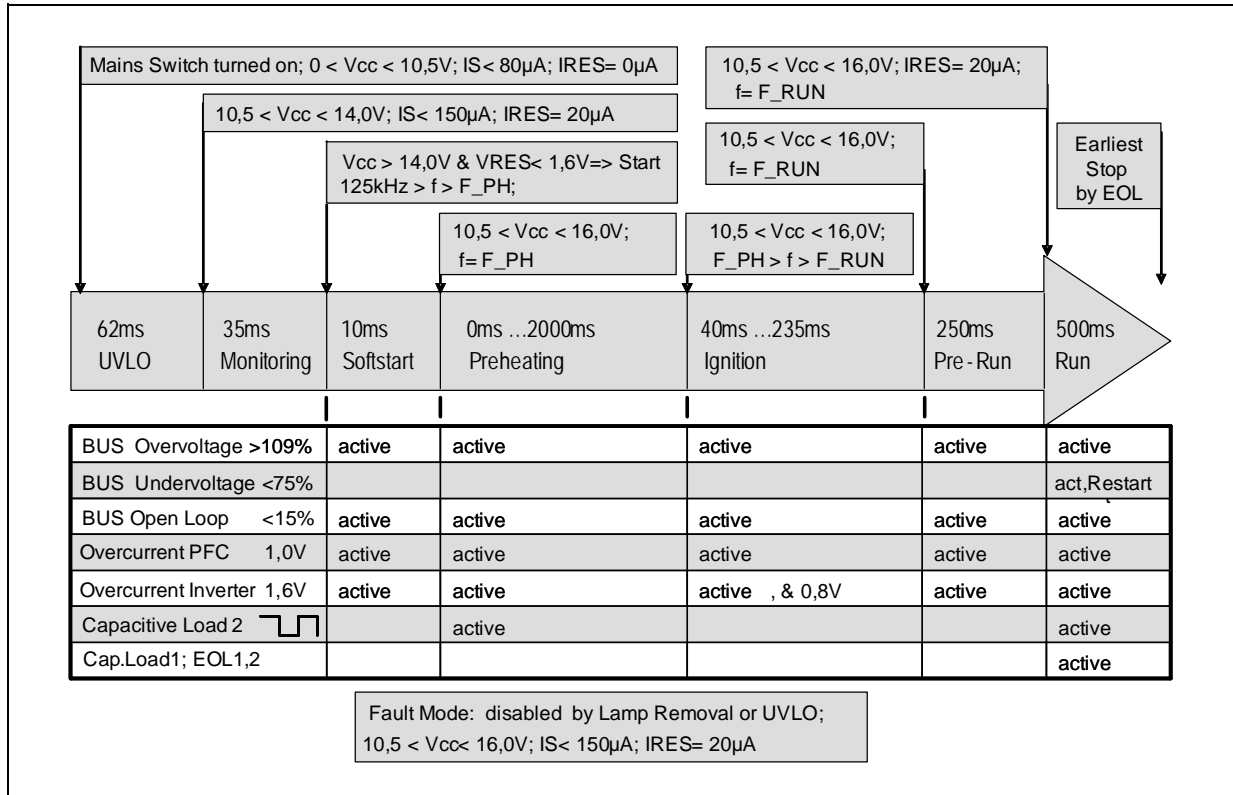 Mains Switch turned on; 0 < Vcc < 10,5V; IS< 80µA; IRES= 0µA
10,5 < Vcc < 14,0V; IS< 150µA; IRES= 20µA
Vcc > 14,0V & VRES< 1,6V=> Start
125kHz > f > F_PH;
10,5 < Vcc < 16,0V;
f= F_PH
10,5 < Vcc < 16,0V; IRES= 20µA;
f= F_RUN
10,5 < Vcc < 16,0V;
f= F_RUN
10,5 < Vcc < 16,0V;
F_PH > f > F_RUN
Earliest
Stop
by EOL
62ms
UVLO
35ms
Monitoring
10ms
Softstart
0ms ...2000ms
Preheating
40ms ...235ms
Ignition
250ms
Pre-Run
500ms
Run
BUS Overvoltage >109% active active active active active
BUS Undervoltage <75% act,Restart
BUS Open Loop <15% active active active active active
Overcurrent PFC 1,0V active active active active active
Overcurrent Inverter 1,6V active active active , & 0,8V active active
Capacitive Load 2 active active
Cap.Load1; EOL1,2 active
Fault Mode: disabled by Lamp Removal or UVLO;
10,5 < Vcc< 16,0V; IS< 150µA; IRES= 20µA